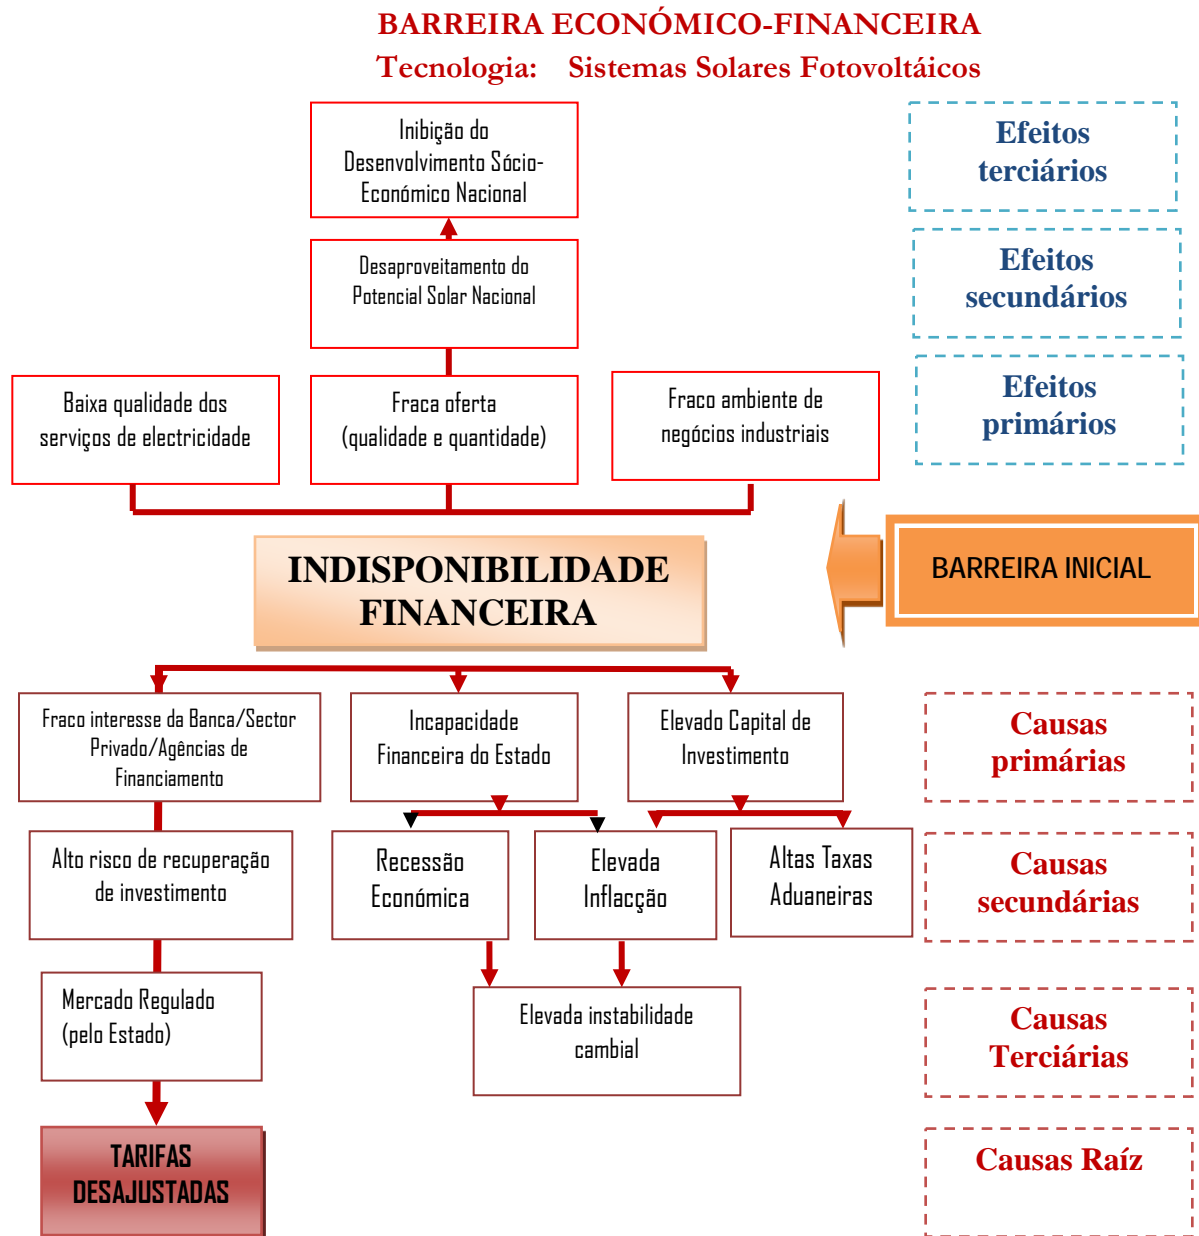 BARREIRA ECONÓMICO-FINANCEIRA
Tecnologia: Sistemas Solares Fotovoltáicos
Inibição do
Desenvolvimento Sócio-
Económico Nacional
Efeitos
terciários
Desaproveitamento do
Potencial Solar Nacional
Efeitos
secundários
Baixa qualidade dos
serviços de electricidade
Fraca oferta
(qualidade e quantidade)
Fraco ambiente de
negócios industriais
Efeitos
primários
INDISPONIBILIDADE
FINANCEIRA
BARREIRA INICIAL
Fraco interesse da Banca/Sector
Privado/Agências de
Financiamento
Incapacidade
Financeira do Estado
Elevado Capital de
Investimento
Causas
primárias
Alto risco de recuperação
de investimento
Recessão
Económica
Elevada
Inflacção
Altas Taxas
Aduaneiras
Causas
secundárias
Mercado Regulado
(pelo Estado)
Elevada instabilidade
cambial
Causas
Terciárias
TARIFAS
DESAJUSTADAS
Causas Raíz